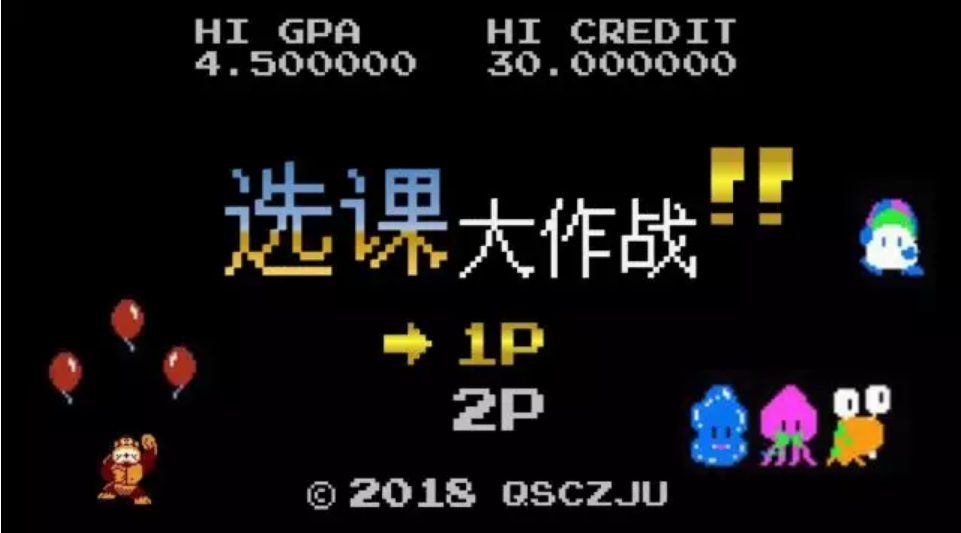 HI GPA HI CREDIT
4.500000 30.000000
选课大作战!!
1P
2P
© 2018 QSCZJU